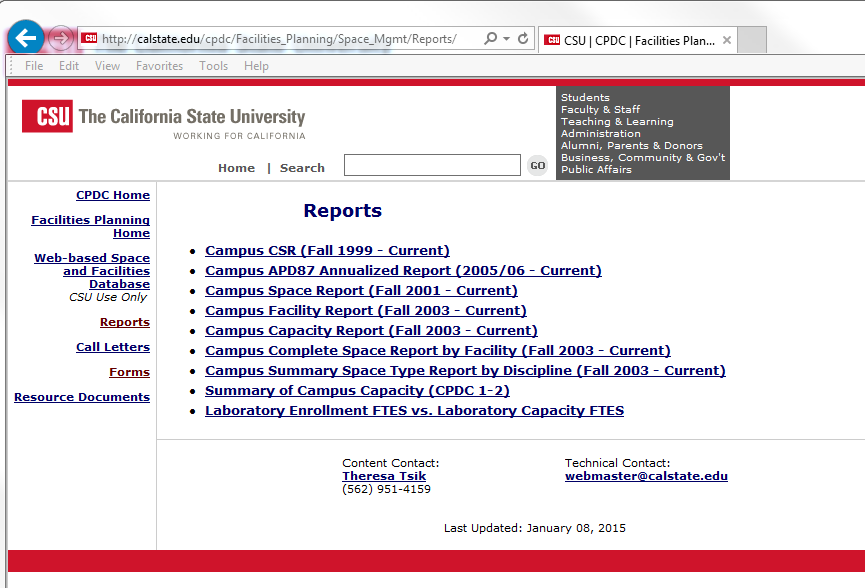 CSU http://calstate.edu/cpdc/Facilities_Planning/Space_Mgmt/Reports/
CSU CSU | CPDC | Facilities Plan...
File Edit View Favorites Tools Help
CSU The California State University
WORKING FOR CALIFORNIA
Home | Search GO
Students
Faculty & Staff
Teaching & Learning
Administration
Alumni, Parents & Donors
Business, Community & Gov't
Public Affairs
CPDC Home
Facilities Planning
Home
Web-based Space
and Facilities
Database
CSU Use Only
Reports
Call Letters
Forms
Resource Documents
Reports
• Campus CSR (Fall 1999 - Current)
• Campus APD87 Annualized Report (2005/06 - Current)
• Campus Space Report (Fall 2001 - Current)
• Campus Facility Report (Fall 2003 - Current)
• Campus Capacity Report (Fall 2003 - Current)
• Campus Complete Space Report by Facility (Fall 2003 - Current)
• Campus Summary Space Type Report by Discipline (Fall 2003 - Current)
• Summary of Campus Capacity (CPDC 1-2)
• Laboratory Enrollment FTES vs. Laboratory Capacity FTES
Content Contact:
Theresa Tsik
(562) 951-4159
Technical Contact:
webmaster@calstate.edu
Last Updated: January 08, 2015